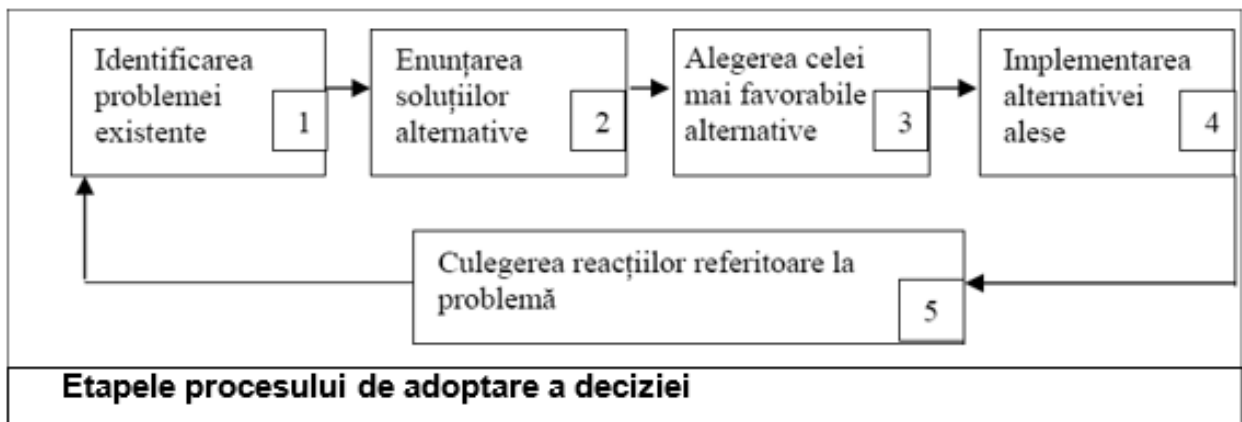 Identificarea
problemei
existente
1
Enunțarea
soluțiilor
alternative
2
Alegerea celei
mai favorabile
alternative
3
Implementarea
alternativei
alese
4
Culegerea reacțiilor referitoare la
problemă
5
Etapele procesului de adoptare a deciziei